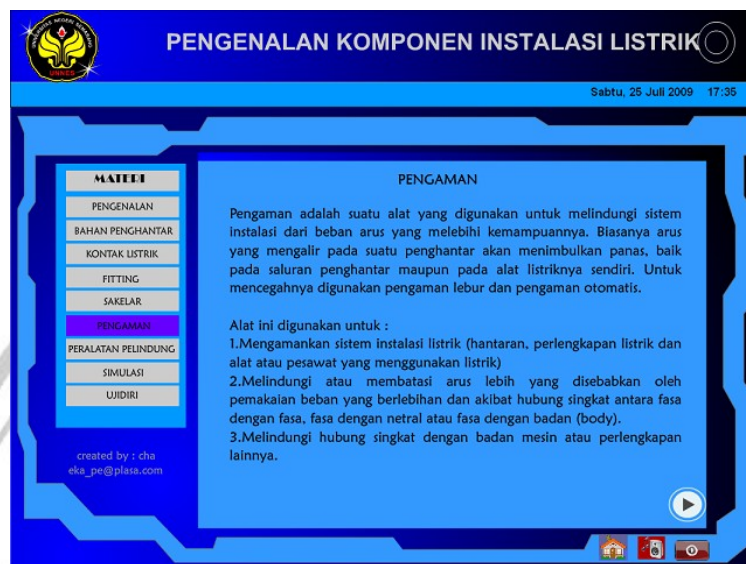 UNIVERSITAS NEGERI SEMARANG
UNNES
PENGENALAN KOMPONEN INSTALASI LISTRIK
Sabtu, 25 Juli 2009 17:35
MATERI
PENGENALAN
BAHAN PENGHANTAR
KONTAK LISTRIK
FITTING
SAKELAR
PENGAMAN
PERALATAN PELINDUNG
SIMULASI
UJIDIRI
created by : cha
eka_pe@plasa.com
PENGAMAN
Pengaman adalah suatu alat yang digunakan untuk melindungi sistem
instalasi dari beban arus yang melebihi kemampuannya. Biasanya arus
yang mengalir pada suatu penghantar akan menimbulkan panas, baik
pada saluran penghantar maupun pada alat listriknya sendiri. Untuk
mencegahnya digunakan pengaman lebur dan pengaman otomatis.
Alat ini digunakan untuk :
1.Mengamankan sistem instalasi listrik (hantaran, perlengkapan listrik dan
alat atau pesawat yang menggunakan listrik)
2.Melindungi atau membatasi arus lebih yang disebabkan oleh
pemakaian beban yang berlebihan dan akibat hubung singkat antara fasa
dengan fasa, fasa dengan netral atau fasa dengan badan (body).
3.Melindungi hubung singkat dengan badan mesin atau perlengkapan
lainnya.